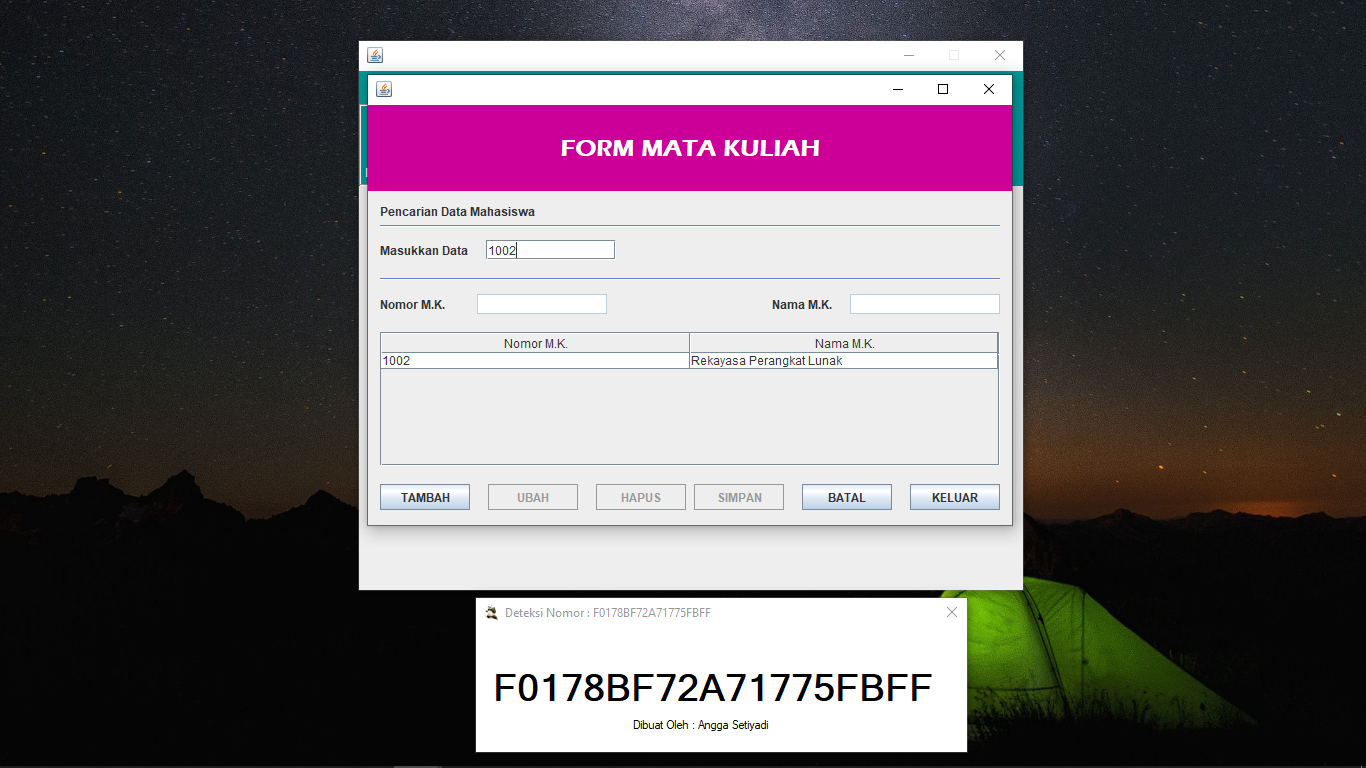 FORM MATA KULIAH
Pencarian Data Mahasiswa
Masukkan Data 1002
Nomor M.K. Nama M.K.
Nomor M.K. Nama M.K.
1002 Rekayasa Perangkat Lunak
TAMBAH UBAH HAPUS SIMPAN BATAL KELUAR
Deteksi Nomor : F0178BF72A71775FBFF
F0178BF72A71775FBFF
Dibuat Oleh : Angga Setiyadi